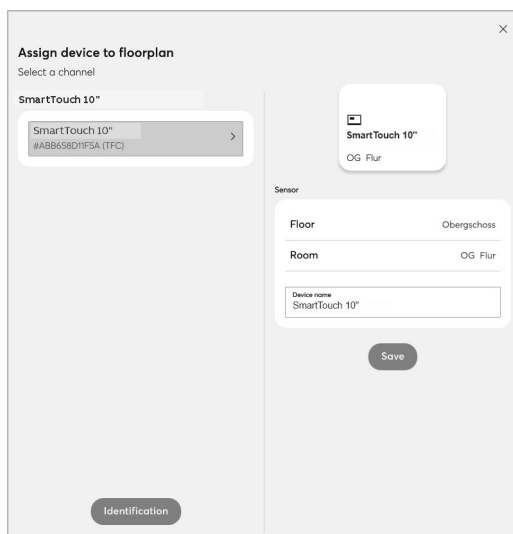 Assign device to floorplan
Select a channel
SmartTouch 10"
SmartTouch 10"
#ABB658D11F5A (TFC)
Identification
SmartTouch 10"
OG Flur
Sensor
Floor Obergschoss
Room OG Flur
Device name
SmartTouch 10"
Save